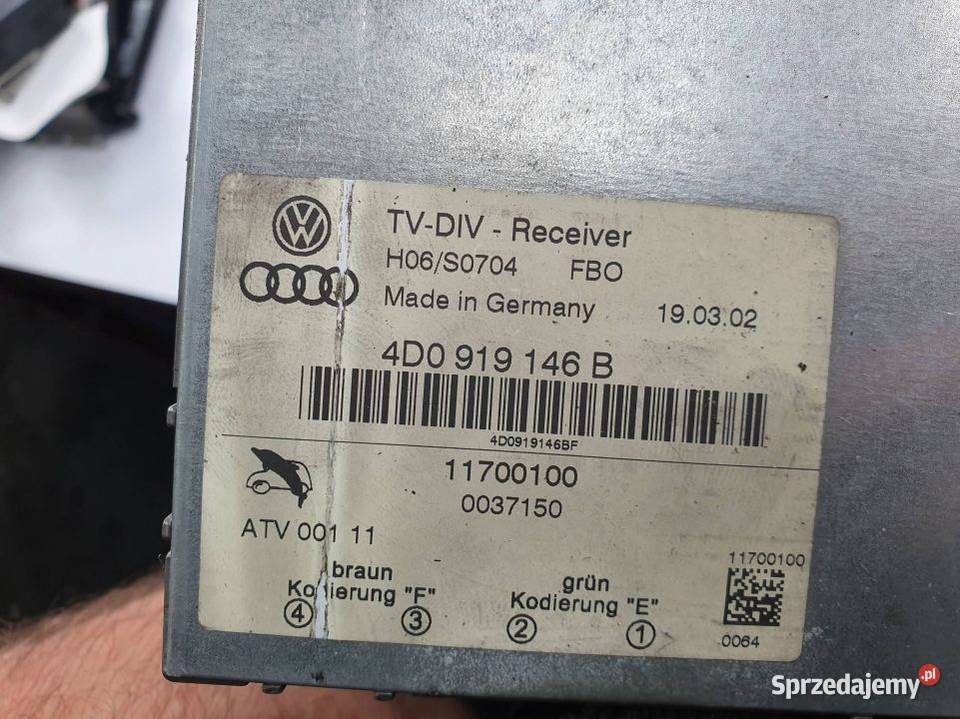 VW
TV-DIV - Receiver
H06/S0704 FBO
Made in Germany 19.03.02
4D0 919 146 B
4D0919146BF
11700100
0037150
ATV 001 11
braun
Kodierung "F"
④ ③
grün
Kodierung "E"
② ①
11700100
0064
Sprzedajemy.pl